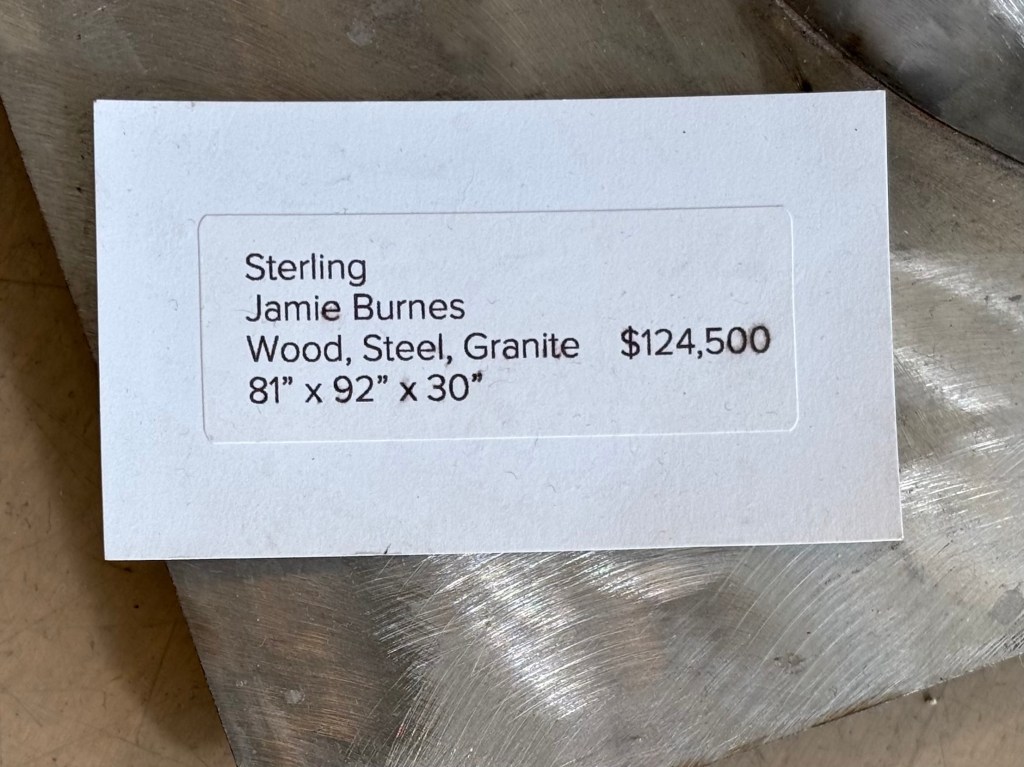 Sterling
Jamie Burnes
Wood, Steel, Granite $124,500
81” x 92” x 30”